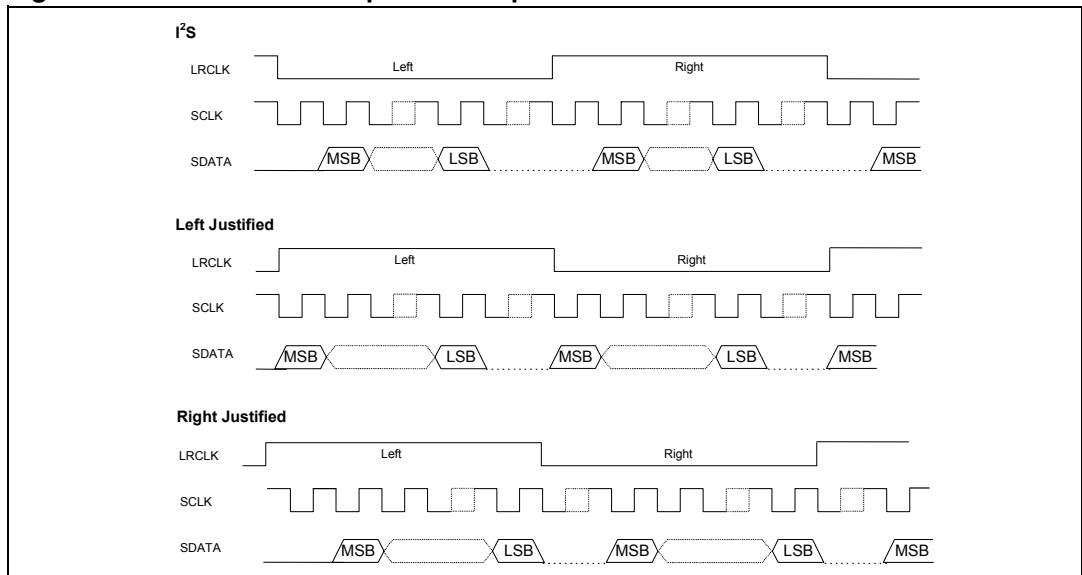 I²S
LRCLK Left Right
SCLK
SDATA MSB LSB MSB LSB MSB
Left Justified
LRCLK Left Right
SCLK
SDATA MSB LSB MSB LSB MSB
Right Justified
LRCLK Left Right
SCLK
SDATA MSB LSB MSB LSB MSB